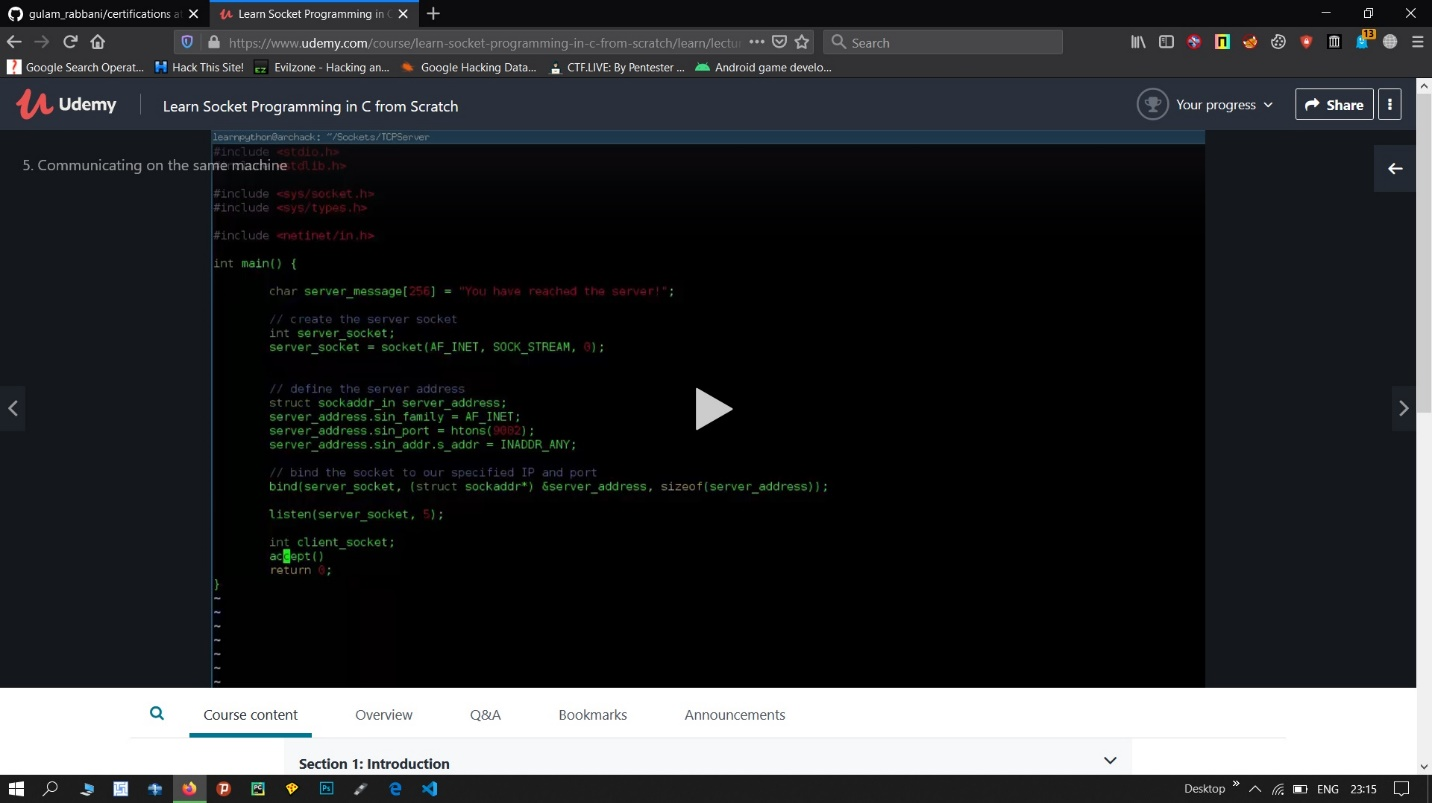 gulam_rabbani/certifications a
Learn Socket Programming in C
https://www.udemy.com/course/learn-socket-programming-in-c-from-scratch/learn/lectu
Search
13
Google Search Operat...
Hack This Site!
Evilzone - Hacking an...
Google Hacking Data...
CTF.LIVE: By Pentester ...
Android game develo...
Udemy
Learn Socket Programming in C from Scratch
Your progress
Share
learnpython@archack: ~/Sockets/TCPServer
#include <stdio.h>
5. Communicating on the same machine
#include <stdlib.h>
#include <sys/socket.h>
#include <sys/types.h>
#include <netinet/in.h>
int main() {
char server_message[256] = "You have reached the server!";
// create the server socket
int server_socket;
server_socket = socket(AF_INET, SOCK_STREAM, 0);
// define the server address
struct sockaddr_in server_address;
server_address.sin_family = AF_INET;
server_address.sin_port = htons(9002);
server_address.sin_addr.s_addr = INADDR_ANY;
// bind the socket to our specified IP and port
bind(server_socket, (struct sockaddr*) &server_address, sizeof(server_address));
listen(server_socket, 5);
int client_socket;
accept()
return 0;
}
~
~
~
~
~
~
~
Course content
Overview
Q&A
Bookmarks
Announcements
Section 1: Introduction
Desktop
ENG
23:15